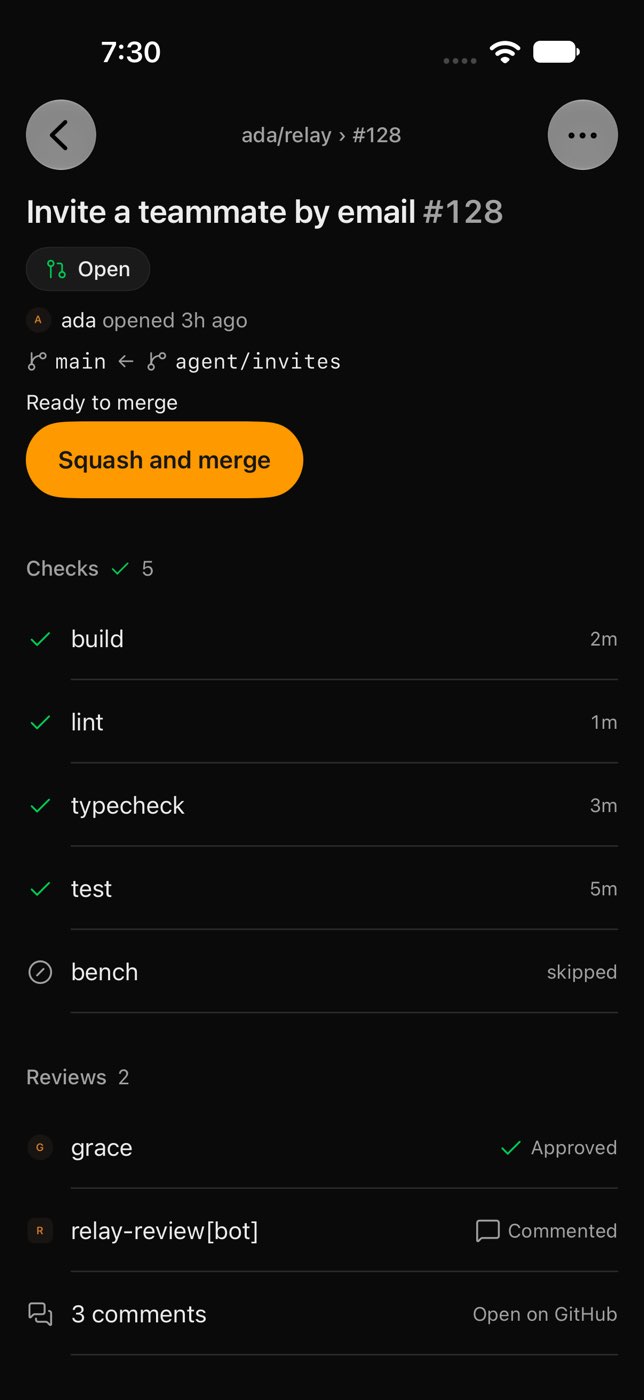 7:30
ada/relay › #128
Invite a teammate by email #128
Open
A ada opened 3h ago
main ← agent/invites
Ready to merge
Squash and merge
Checks 5
build 2m
lint 1m
typecheck 3m
test 5m
bench skipped
Reviews 2
G grace Approved
R relay-review[bot] Commented
3 comments Open on GitHub